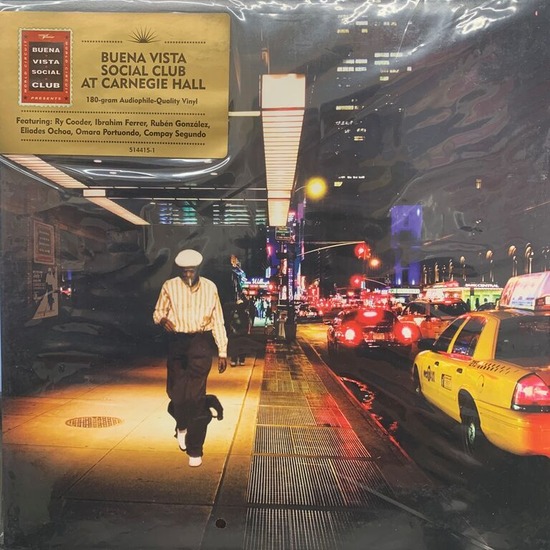 BUENA
VISTA
SOCIAL
CLUB
PRESENTS
BUENA VISTA
SOCIAL CLUB
AT CARNEGIE HALL
180-gram Audiophile-Quality Vinyl
Featuring: Ry Cooder, Ibrahim Ferrer, Rubén González,
Eliades Ochoa, Omara Portuondo, Compay Segundo
514415-1